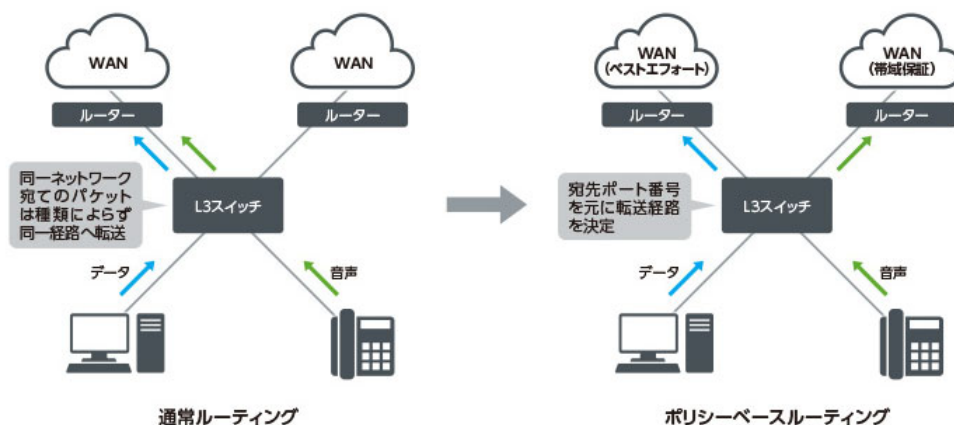 WAN
WAN
ルーター
ルーター
同一ネットワーク
宛てのパケット
は種類によらず
同一経路へ転送
L3スイッチ
データ
音声
通常ルーティング
WAN
(ベストエフォート)
WAN
(帯域保証)
ルーター
ルーター
宛先ポート番号
を元に転送経路
を決定
L3スイッチ
データ
音声
ポリシーベースルーティング